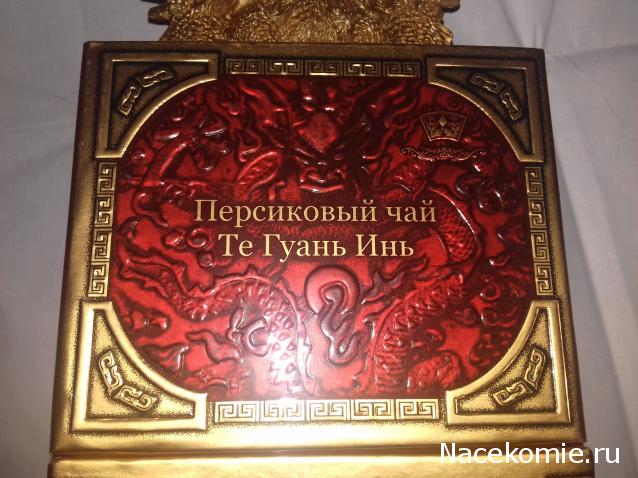 Персиковый чай
Те Гуань Инь
Nacekomie.ru